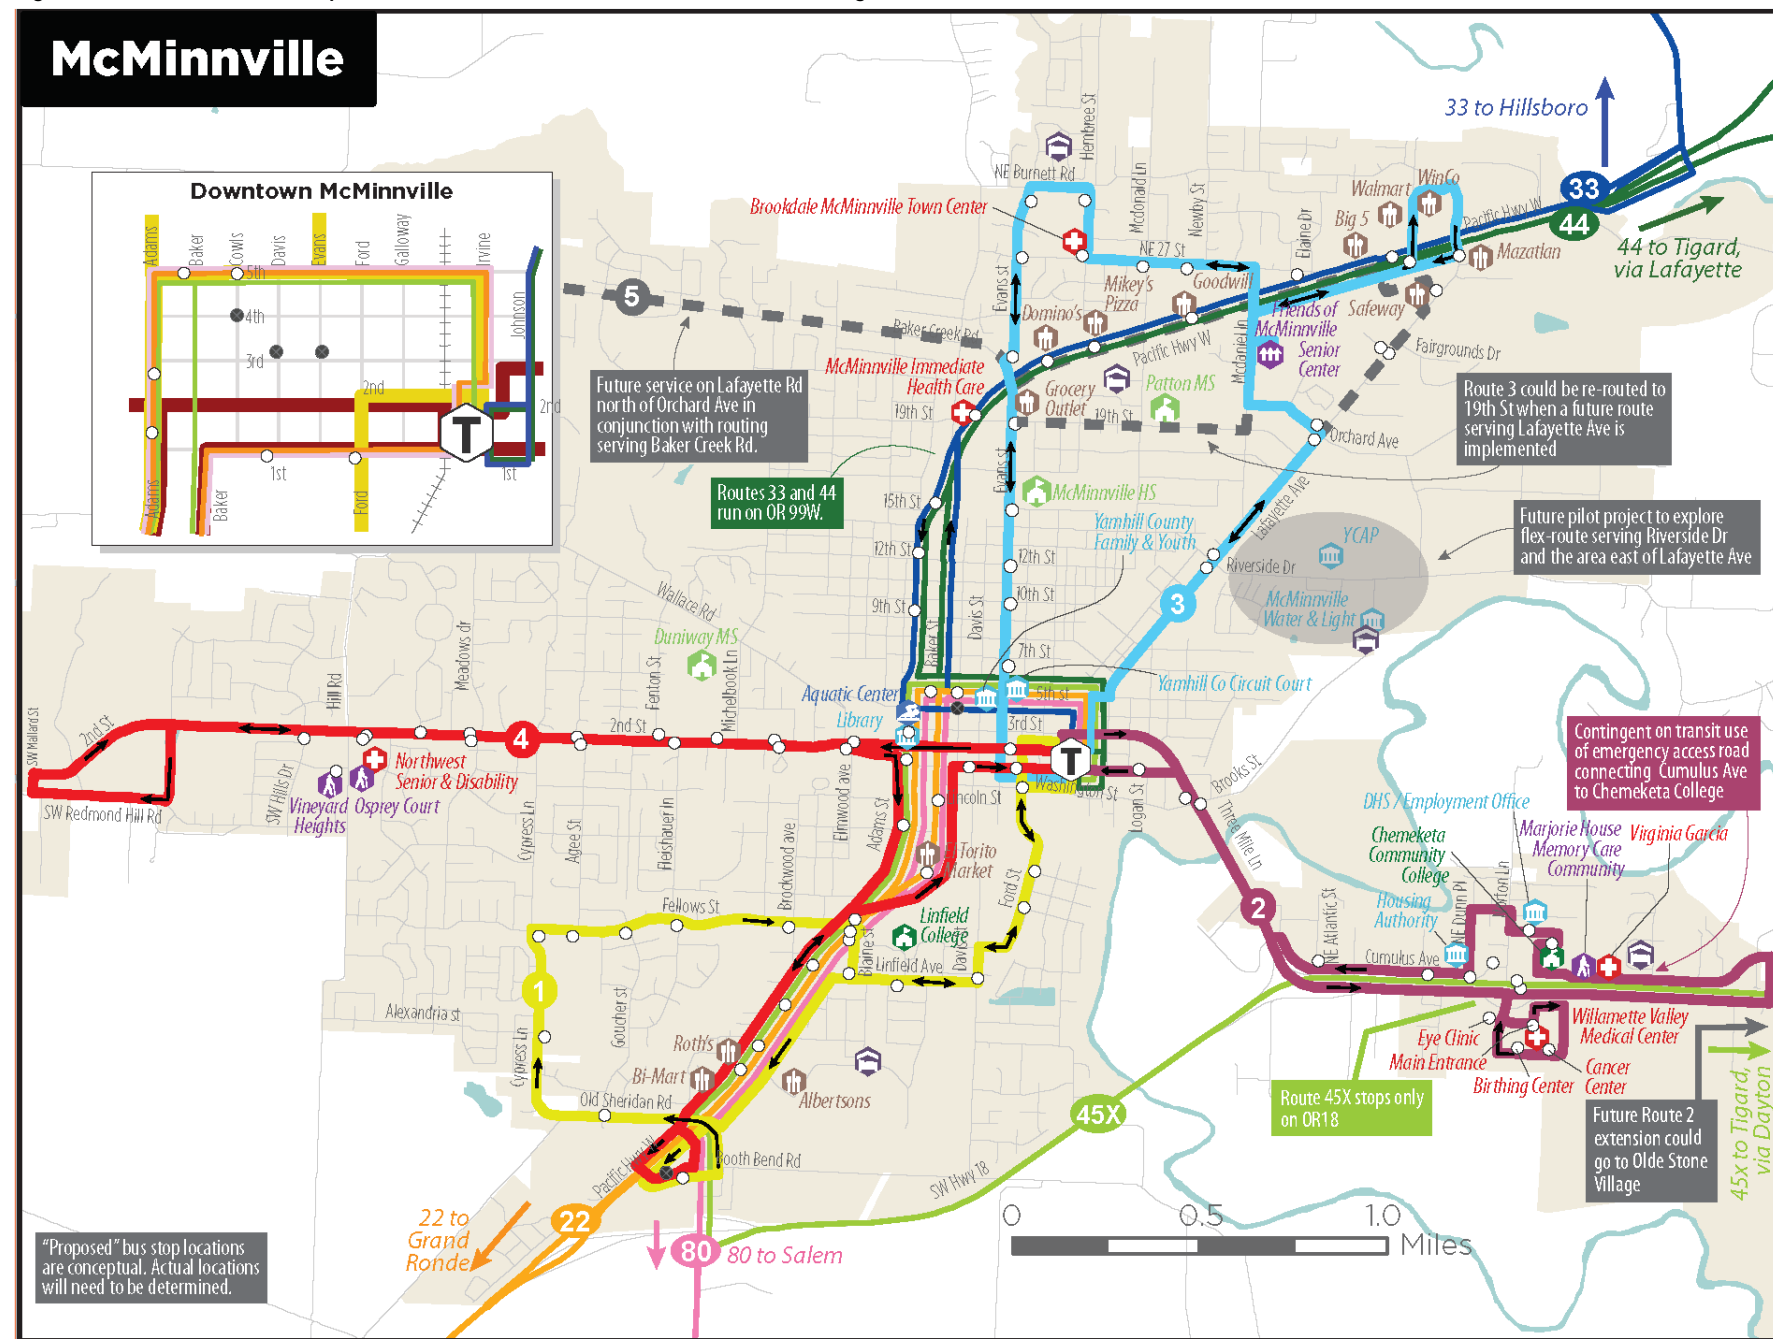 McMinnville
33 to Hillsboro
33
44
44 to Tigard,
via Lafayette
Downtown McMinnville
Adams
Baker
Cowls
Davis
Evans
Ford
Galloway
Irvine
Johnson
5th
4th
3rd
2nd
2nd
1st
1st
Adams
Baker
Ford
T
NE Burnett Rd
Hembree St
Mcdonald Ln
Newby St
Elaine Dr
NE 27 St
Evans st
Brookdale McMinnville Town Center
Walmart
WinCo
Big 5
Pacific Hwy W
Mazatlan
Goodwill
Mikey's
Pizza
Domino's
Friends of
McMinnville
Senior
Center
Safeway
Fairgrounds Dr
Mcdaniel Ln
Pacific Hwy W
Baker Creek Rd
5
McMinnville Immediate
Health Care
19th St
Grocery
Outlet
Patton MS
19th St
Orchard Ave
Future service on Lafayette Rd
north of Orchard Ave in
conjunction with routing
serving Baker Creek Rd.
Route 3 could be re-routed to
19th St when a future route
serving Lafayette Ave is
implemented
Routes 33 and 44
run on OR 99W.
15th St
Evans St
McMinnville HS
Lafayette Ave
Yamhill County
Family & Youth
Future pilot project to explore
flex-route serving Riverside Dr
and the area east of Lafayette Ave
YCAP
12th St
12th St
Riverside Dr
9th St
10th St
3
McMinnville
Water & Light
Wallace Rd
Baker St
Davis St
7th St
Duniway MS
Meadows dr
Fenton St
Michelbook Ln
Hill Rd
Aquatic Center
Library
5th st
3rd St
Yamhill Co Circuit Court
SW Mallard St
2nd St
4
2nd St
T
Northwest
Senior & Disability
SW Redmond Hill Rd
SW Hills Dr
Vineyard
Heights
Osprey Court
Cypress Ln
Agee St
Fleishauer ln
Brockwood ave
Elmwood ave
Adams St
Washington St
Logan St
Brooks St
Three Mile Ln
Contingent on transit use
of emergency access road
connecting Cumulus Ave
to Chemeketa College
DHS / Employment Office
Chemeketa
Community
College
Marjorie House
Memory Care
Community
Virginia Garcia
Housing
Authority
NE Dunn Pl
NE Atlantic St
Cumulus Ave
2
Market
Ford St
Fellows St
Linfield
College
Blaine st
Linfield Ave
1
Alexandria st
Goucher st
Cypress Ln
Roth's
Bi-Mart
Albertsons
Old Sheridan Rd
Pacific Hwy W
Booth Bend Rd
45X
SW Hwy 18
Route 45X stops only
on OR18
Eye Clinic
Main Entrance
Birthing Center
Cancer
Center
Willamette Valley
Medical Center
Future Route 2
extension could
go to Olde Stone
Village
45x to Tigard,
via Dayton
22 to
Grand
Ronde
22
80
80 to Salem
0
0.5
1.0
Miles
"Proposed" bus stop locations
are conceptual. Actual locations
will need to be determined.